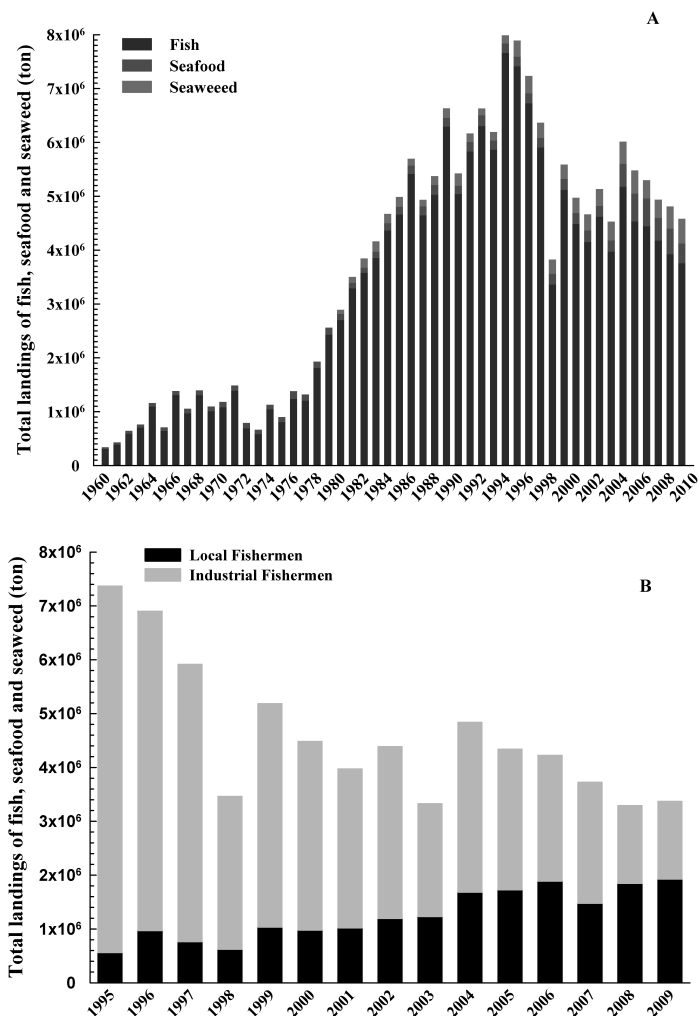 A
8x10⁶
7x10⁶
6x10⁶
5x10⁶
4x10⁶
3x10⁶
2x10⁶
1x10⁶
0
Total landings of fish, seafood and seaweed (ton)
Fish
Seafood
Seaweeed
1960 1962 1964 1966 1968 1970 1972 1974 1976 1978 1980 1982 1984 1986 1988 1990 1992 1994 1996 1998 2000 2002 2004 2006 2008 2010
B
8x10⁶
7x10⁶
6x10⁶
5x10⁶
4x10⁶
3x10⁶
2x10⁶
1x10⁶
0
Total landings of fish, seafood and seaweed (ton)
Local Fishermen
Industrial Fishermen
1995 1996 1997 1998 1999 2000 2001 2002 2003 2004 2005 2006 2007 2008 2009